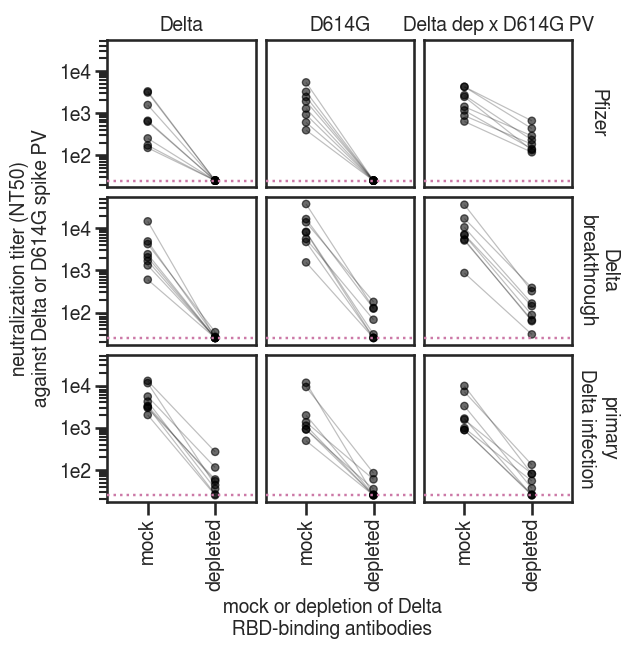 Delta
D614G
Delta dep x D614G PV
neutralization titer (NT50)
against Delta or D614G spike PV
1e4
1e3
1e2
Pfizer
1e4
1e3
1e2
Delta
breakthrough
1e4
1e3
1e2
primary
Delta infection
mock
depleted
mock
depleted
mock
depleted
mock or depletion of Delta
RBD-binding antibodies